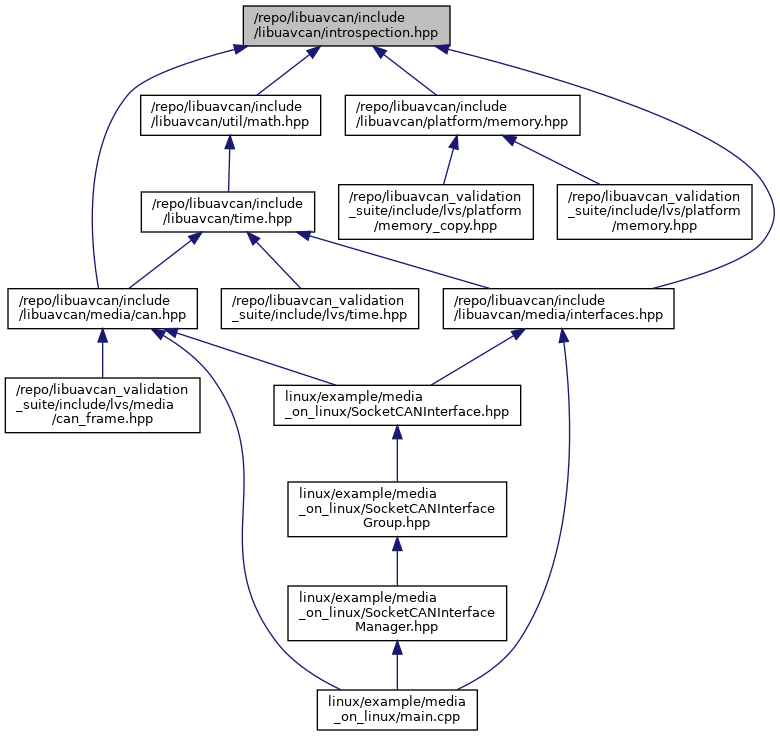 /repo/libuavcan/include
/libuavcan/introspection.hpp
/repo/libuavcan/include
/libuavcan/util/math.hpp
/repo/libuavcan/include
/libuavcan/platform/memory.hpp
/repo/libuavcan/include
/libuavcan/time.hpp
/repo/libuavcan_validation
_suite/include/lvs/platform
/memory_copy.hpp
/repo/libuavcan_validation
_suite/include/lvs/platform
/memory.hpp
/repo/libuavcan/include
/libuavcan/media/can.hpp
/repo/libuavcan_validation
_suite/include/lvs/time.hpp
/repo/libuavcan/include
/libuavcan/media/interfaces.hpp
/repo/libuavcan_validation
_suite/include/lvs/media
/can_frame.hpp
linux/example/media
_on_linux/SocketCANInterface.hpp
linux/example/media
_on_linux/SocketCANInterface
Group.hpp
linux/example/media
_on_linux/SocketCANInterface
Manager.hpp
linux/example/media
_on_linux/main.cpp